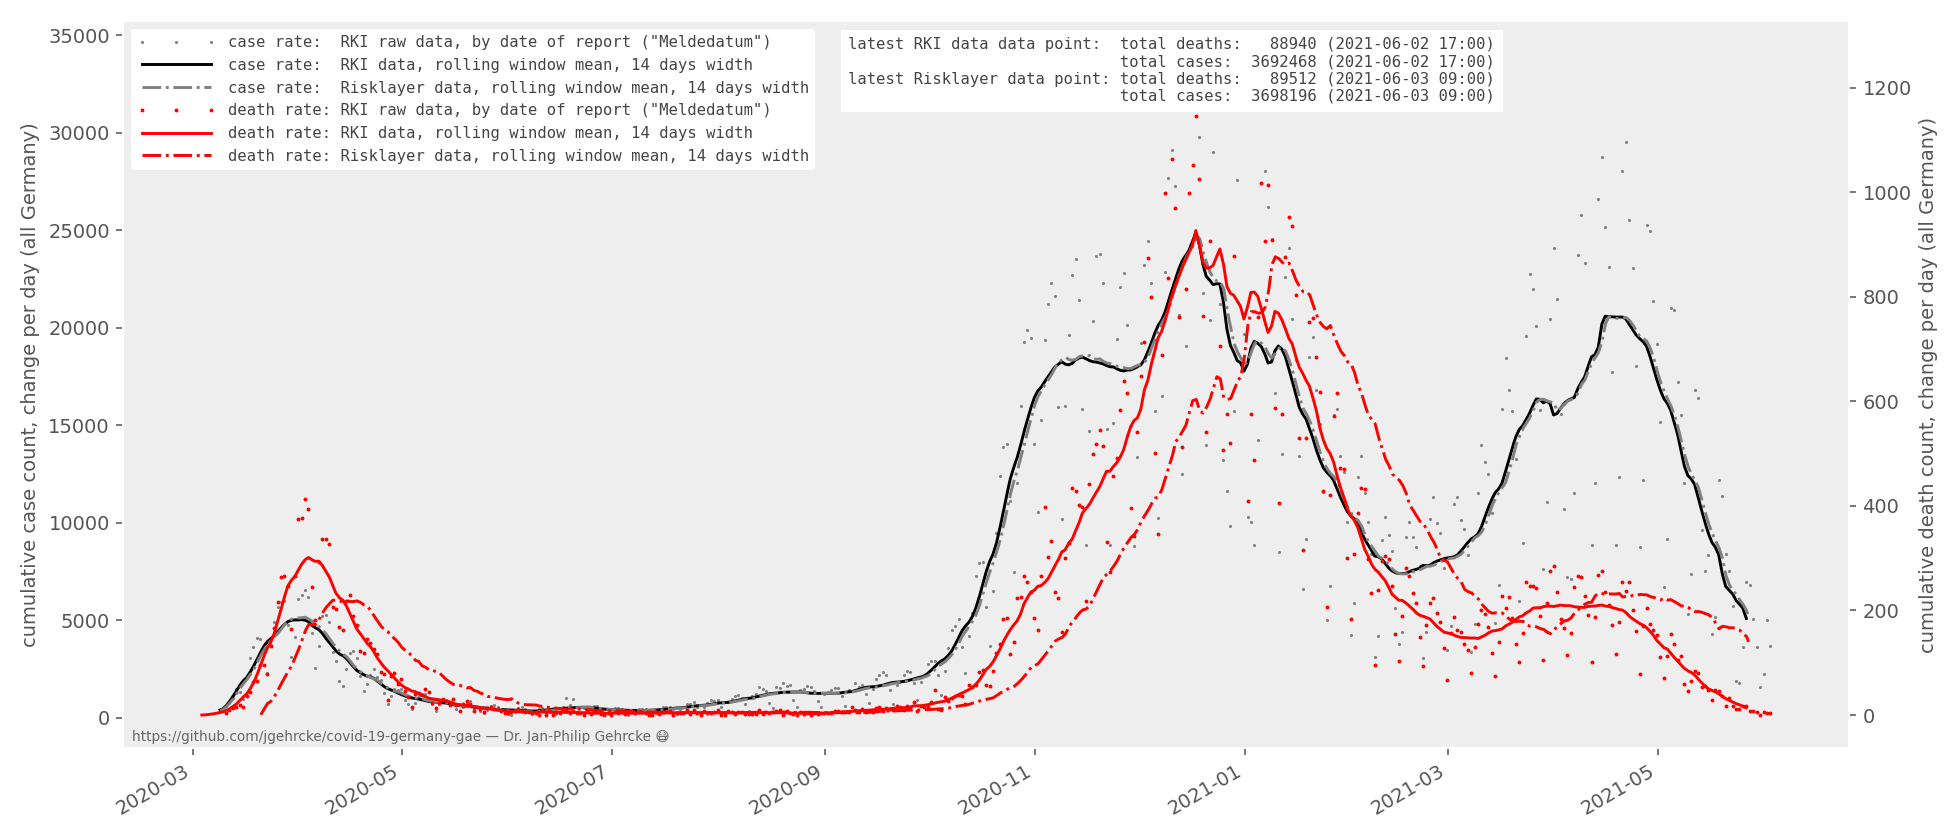 35000
30000
25000
20000
15000
10000
5000
0
cumulative case count, change per day (all Germany)
case rate:  RKI raw data, by date of report ("Meldedatum")
case rate:  RKI data, rolling window mean, 14 days width
case rate:  Risklayer data, rolling window mean, 14 days width
death rate: RKI raw data, by date of report ("Meldedatum")
death rate: RKI data, rolling window mean, 14 days width
death rate: Risklayer data, rolling window mean, 14 days width
latest RKI data data point:  total deaths:   88940 (2021-06-02 17:00)
total cases:  3692468 (2021-06-02 17:00)
latest Risklayer data point: total deaths:   89512 (2021-06-03 09:00)
total cases:  3698196 (2021-06-03 09:00)
1200
1000
800
600
400
200
0
cumulative death count, change per day (all Germany)
https://github.com/jgehrcke/covid-19-germany-gae — Dr. Jan-Philip Gehrcke 😷
2020-03
2020-05
2020-07
2020-09
2020-11
2021-01
2021-03
2021-05